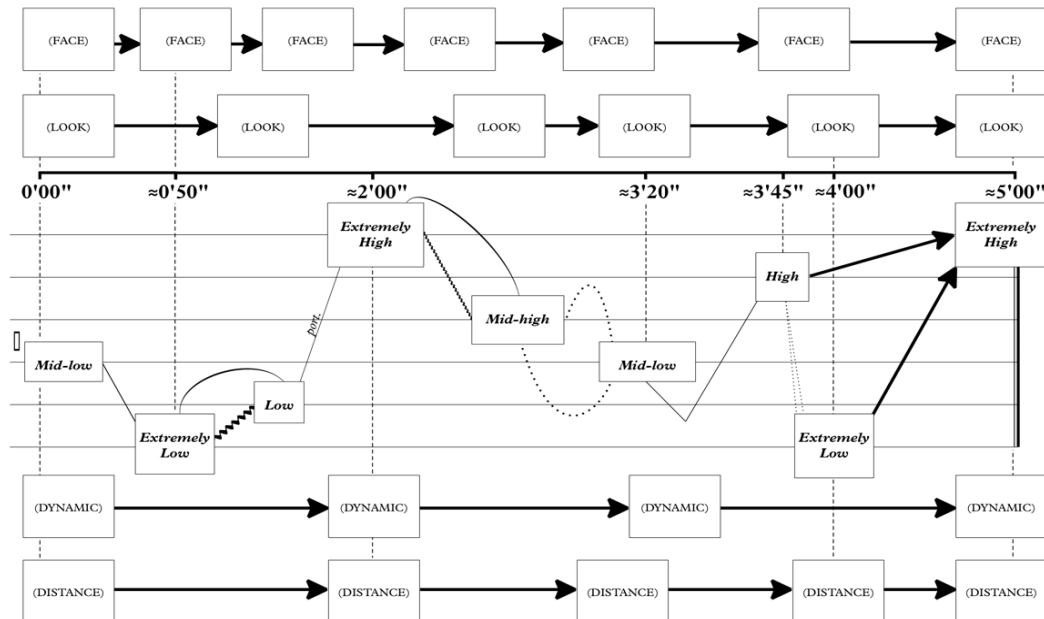 (FACE) (FACE) (FACE) (FACE) (FACE) (FACE) (FACE)
(LOOK) (LOOK) (LOOK) (LOOK) (LOOK) (LOOK)
0'00" ≈0'50" ≈2'00" ≈3'20" ≈3'45" ≈4'00" ≈5'00"
Extremely
High
Extremely
High
High
port.
Mid-high
Mid-low
Mid-low
Low
Extremely
Low
Extremely
Low
(DYNAMIC) (DYNAMIC) (DYNAMIC) (DYNAMIC)
(DISTANCE) (DISTANCE) (DISTANCE) (DISTANCE) (DISTANCE)